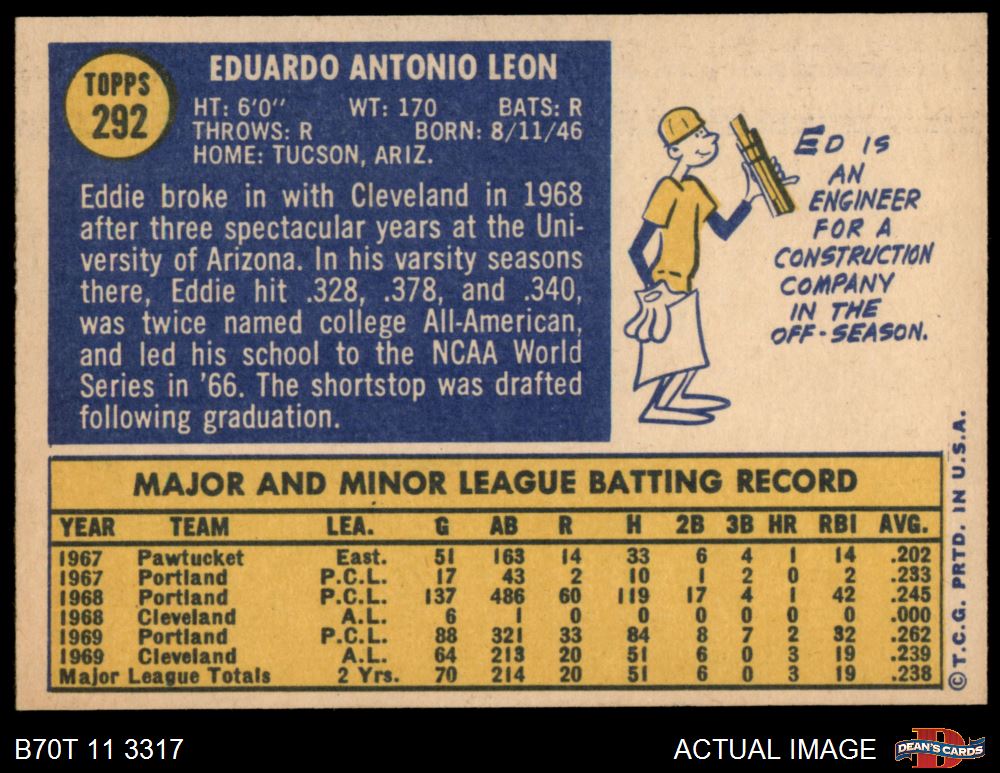 TOPPS
292
EDUARDO ANTONIO LEON
HT: 6'0" WT: 170 BATS: R
THROWS: R BORN: 8/11/46
HOME: TUCSON, ARIZ.
Eddie broke in with Cleveland in 1968
after three spectacular years at the Uni-
versity of Arizona. In his varsity seasons
there, Eddie hit .328, .378, and .340,
was twice named college All-American,
and led his school to the NCAA World
Series in '66. The shortstop was drafted
following graduation.
ED IS
AN
ENGINEER
FOR A
CONSTRUCTION
COMPANY
IN THE
OFF-SEASON.
MAJOR AND MINOR LEAGUE BATTING RECORD
YEAR TEAM LEA. G AB R H 2B 3B HR RBI AVG.
1967 Pawtucket East. 51 163 14 33 6 4 1 14 .202
1967 Portland P.C.L. 17 43 2 10 1 2 0 2 .233
1968 Portland P.C.L. 137 486 60 119 17 4 1 42 .245
1968 Cleveland A.L. 6 1 0 0 0 0 0 0 .000
1969 Portland P.C.L. 88 321 33 84 8 7 2 32 .262
1969 Cleveland A.L. 64 213 20 51 6 0 3 19 .239
Major League Totals 2 Yrs. 70 214 20 51 6 0 3 19 .238
© T.C.G. PRTD. IN U.S.A.
B70T 11 3317
ACTUAL IMAGE
D
DEAN'S CARDS